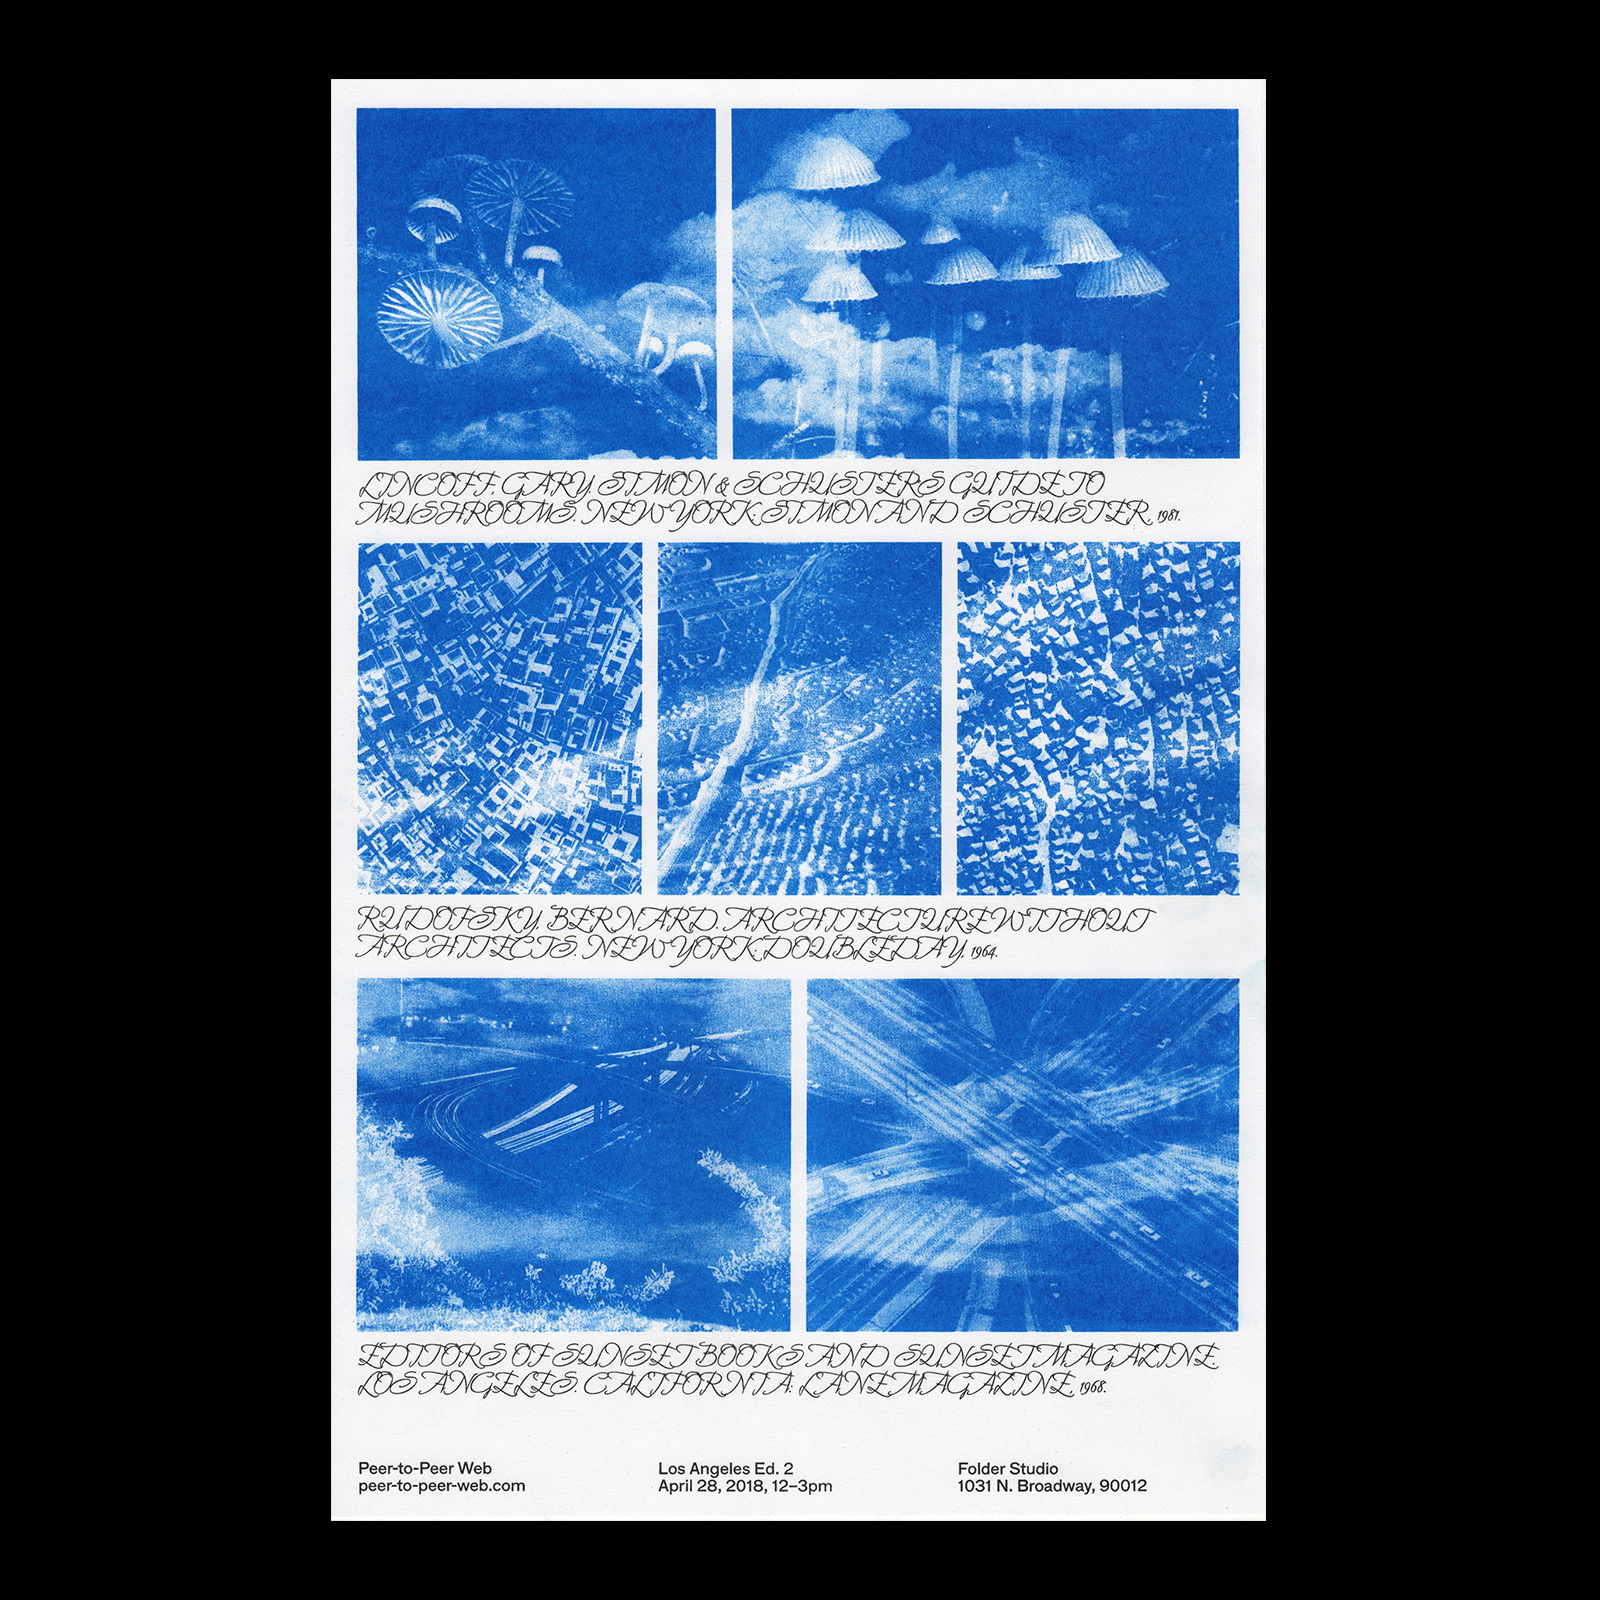 LINCOFF, GARY. SIMON & SCHUSTERS GUIDE TO
MUSHROOMS. NEW YORK: SIMON AND SCHUSTER, 1981.
RUDOFSKY, BERNARD. ARCHITECTURE WITHOUT
ARCHITECTS. NEW YORK: DOUBLEDAY, 1964.
EDITORS OF SUNSET BOOKS AND SUNSET MAGAZINE.
LOS ANGELES. CALIFORNIA: LANE MAGAZINE, 1968.
Peer-to-Peer Web
peer-to-peer-web.com
Los Angeles Ed. 2
April 28, 2018, 12–3pm
Folder Studio
1031 N. Broadway, 90012